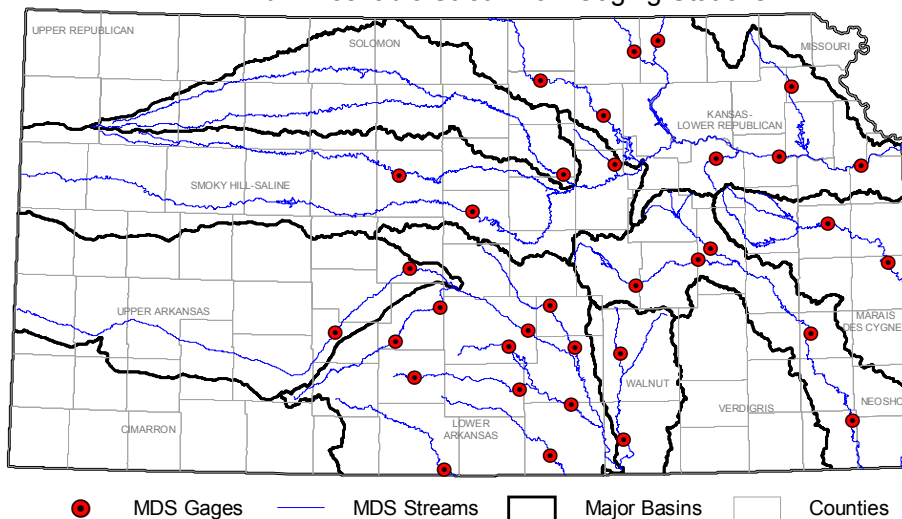 UPPER REPUBLICAN
SOLOMON
MISSOURI
KANSAS-
LOWER REPUBLICAN
SMOKY HILL-SALINE
UPPER ARKANSAS
MARAIS
DES CYGNE
WALNUT
NEOSHO
VERDIGRIS
LOWER
ARKANSAS
CIMARRON
MDS Gages
MDS Streams
Major Basins
Counties